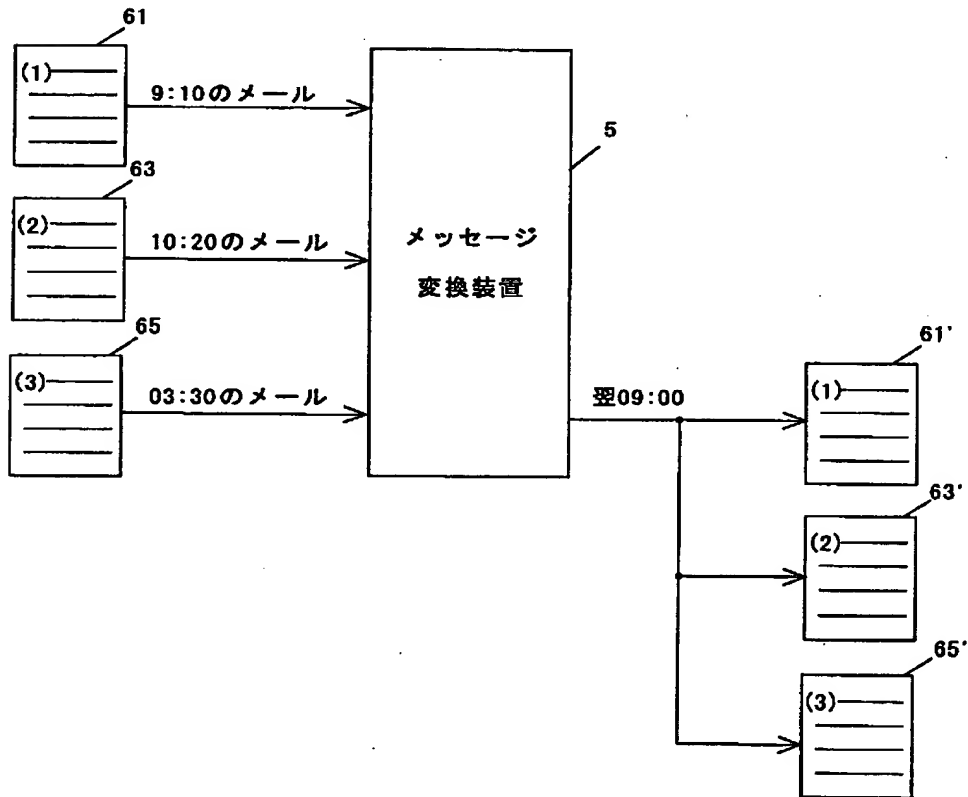 61
(1)
9:10のメール
5
63
(2)
10:20のメール
メッセージ
変換装置
65
(3)
03:30のメール
61'
翌09:00
(1)
63'
(2)
65'
(3)